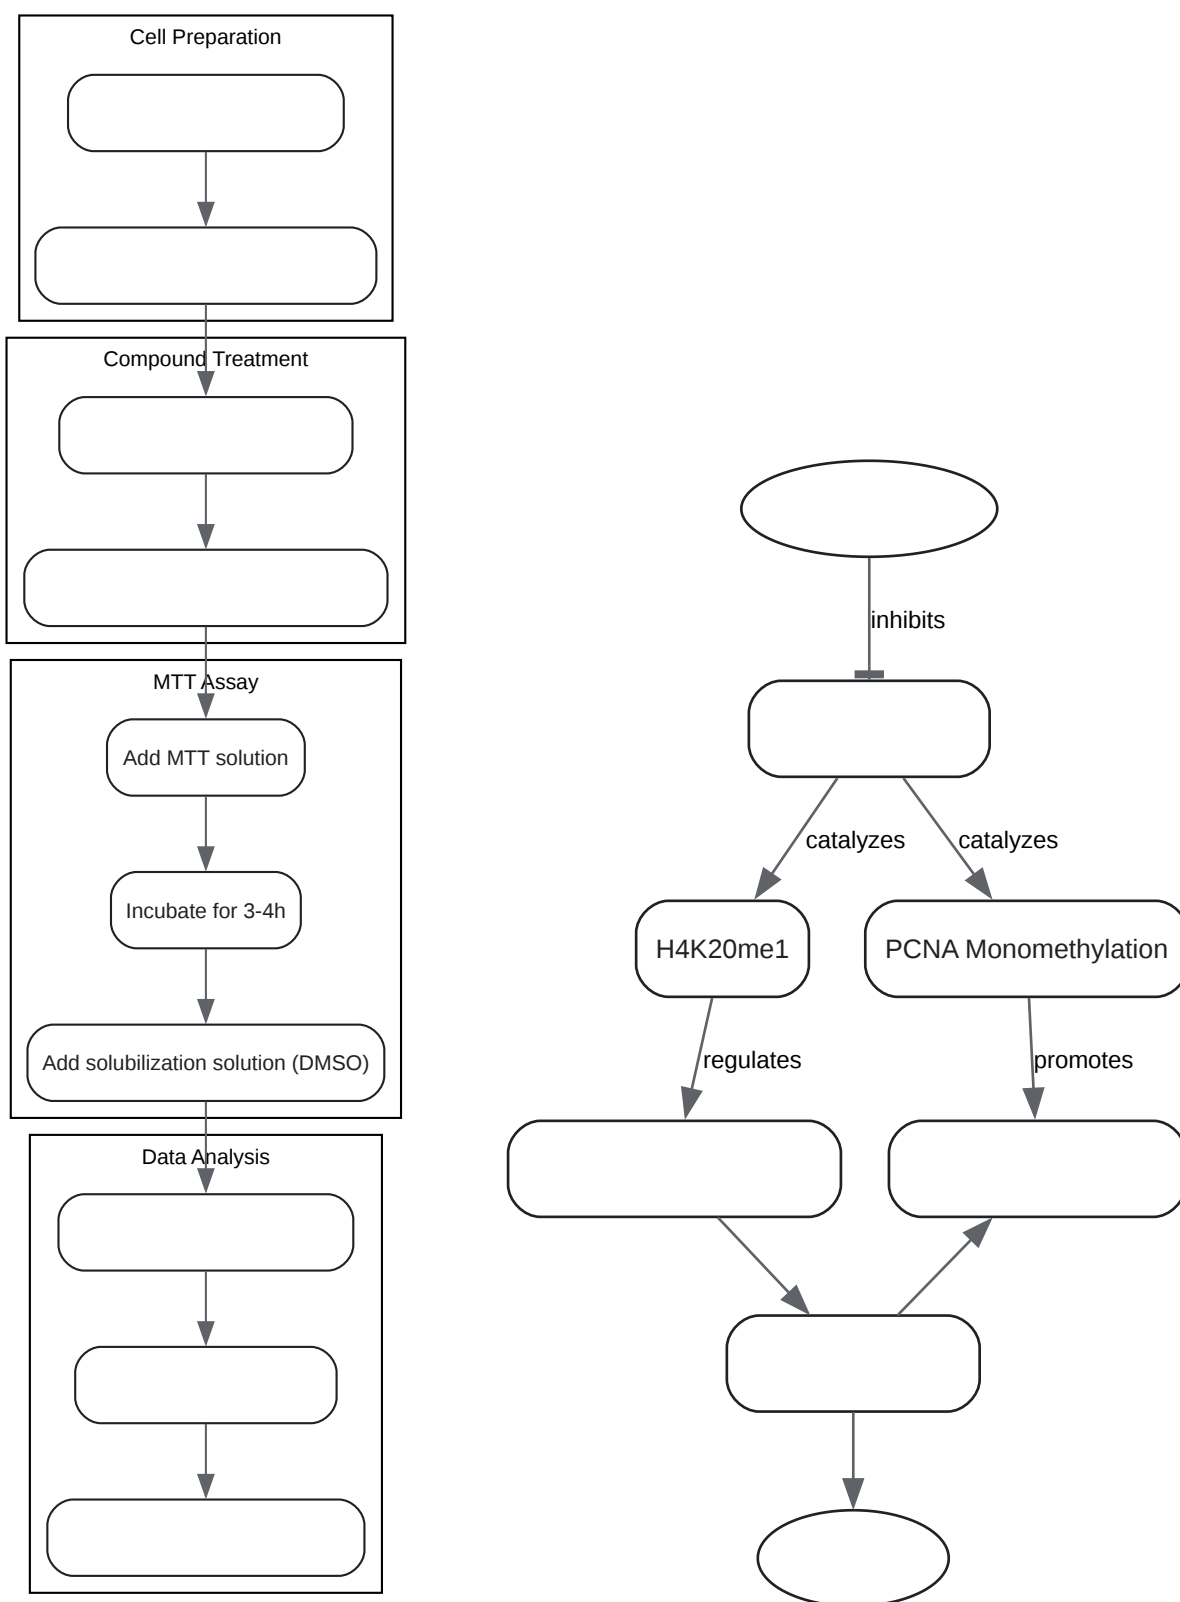 Cell Preparation
Compound Treatment
MTT Assay
Add MTT solution
Incubate for 3-4h
Add solubilization solution (DMSO)
Data Analysis
inhibits
catalyzes
catalyzes
H4K20me1
PCNA Monomethylation
regulates
promotes